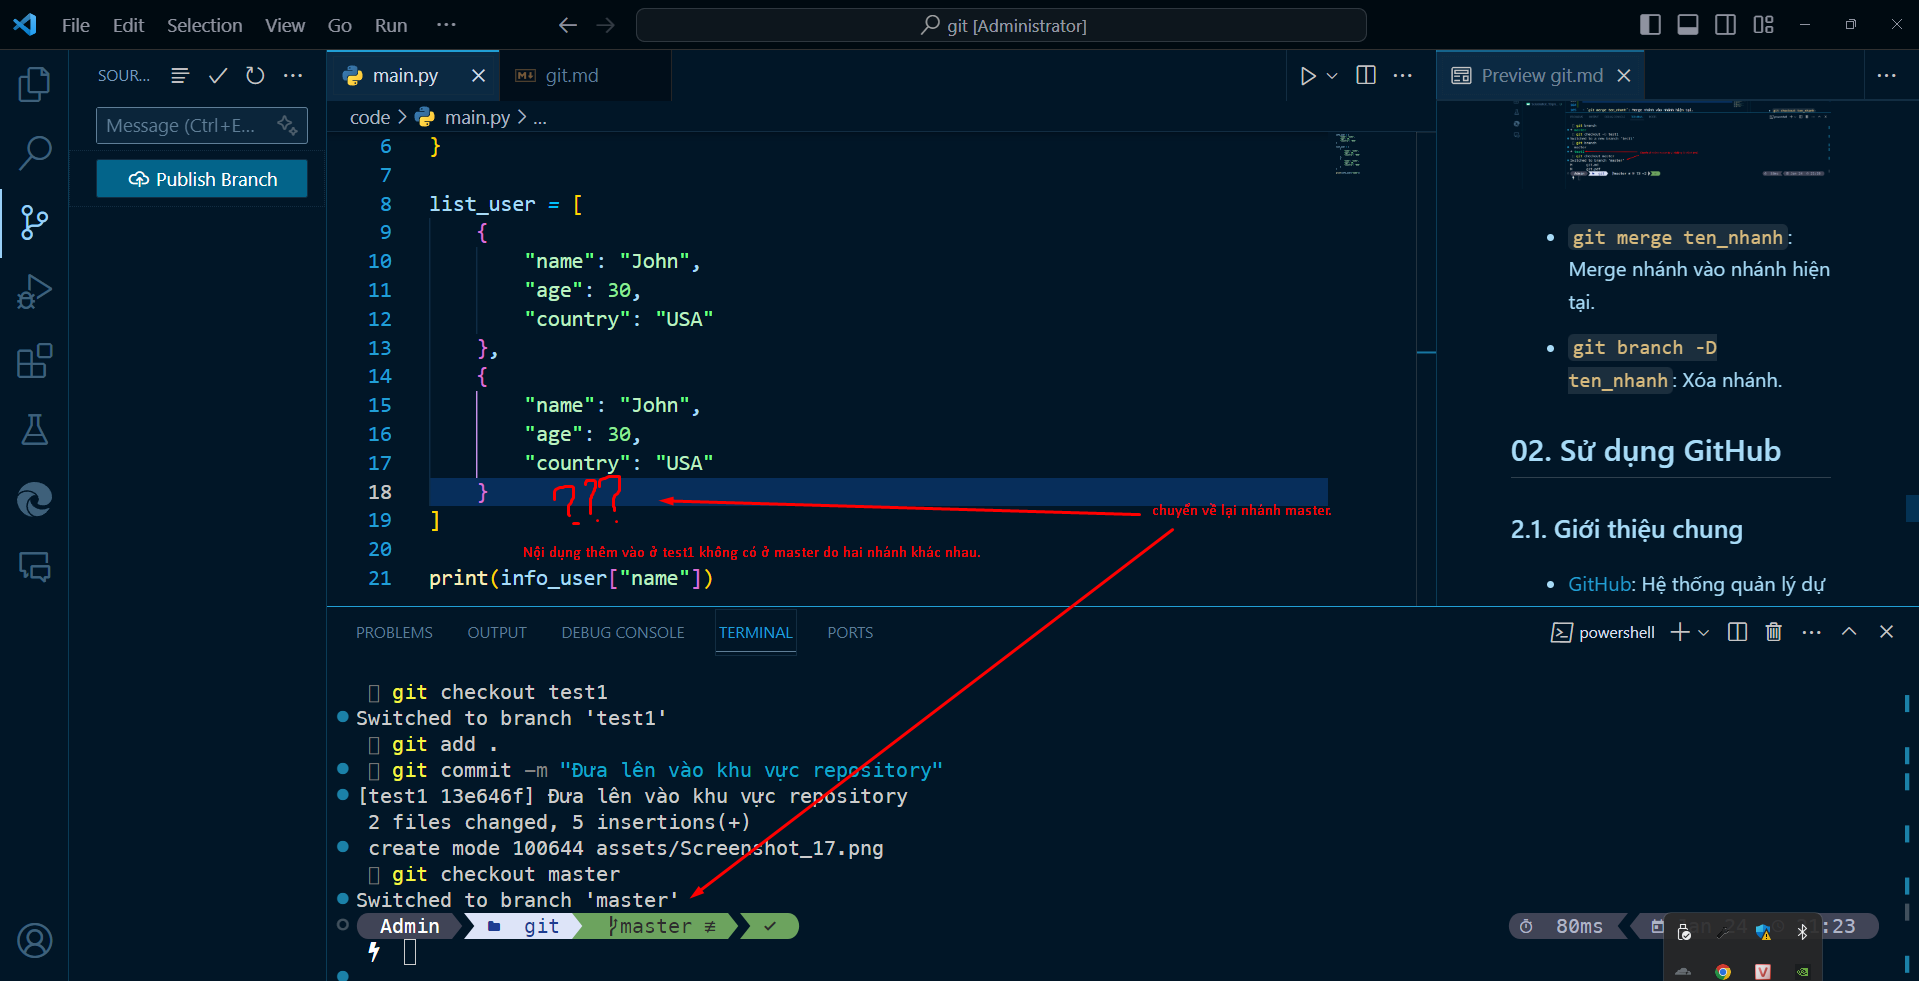 File Edit Selection View Go Run ···
git [Administrator]
SOUR...
Message (Ctrl+E...
Publish Branch
main.py
git.md
code > main.py > ...
6 }
7
8 list_user = [
9 {
10 "name": "John",
11 "age": 30,
12 "country": "USA"
13 },
14 {
15 "name": "John",
16 "age": 30,
17 "country": "USA"
18 } ???
chuyển về lại nhánh master.
19 ]
20
Nội dụng thêm vào ở test1 không có ở master do hai nhánh khác nhau.
21 print(info_user["name"])
Preview git.md
git merge ten_nhanh:
Merge nhánh vào nhánh hiện
tại.
git branch -D
ten_nhanh: Xóa nhánh.
02. Sử dụng GitHub
2.1. Giới thiệu chung
GitHub: Hệ thống quản lý dự
PROBLEMS OUTPUT DEBUG CONSOLE TERMINAL PORTS
powershell
git checkout test1
Switched to branch 'test1'
git add .
git commit -m "Đưa lên vào khu vực repository"
[test1 13e646f] Đưa lên vào khu vực repository
2 files changed, 5 insertions(+)
create mode 100644 assets/Screenshot_17.png
git checkout master
Switched to branch 'master'
Admin git master ≢ ✓
80ms
:23